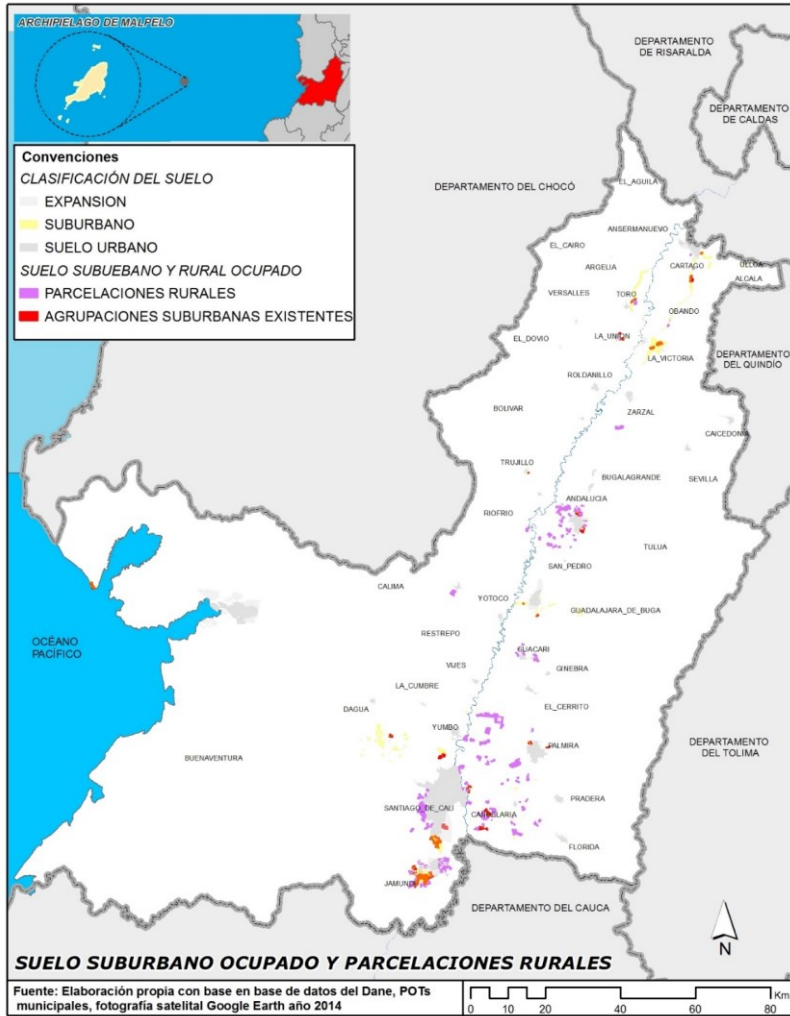 ARCHIPIELAGO DE MALPELO
DEPARTAMENTO
DE RISARALDA
DEPARTAMENTO
DE CALDAS
Convenciones
CLASIFICACIÓN DEL SUELO
EXPANSION
SUBURBANO
SUELO URBANO
SUELO SUBUEBANO Y RURAL OCUPADO
PARCELACIONES RURALES
AGRUPACIONES SUBURBANAS EXISTENTES
DEPARTAMENTO DEL CHOCÓ
EL_AGUILA
ANSERMANUEVO
EL_CAIRO
CARTAGO
ULLOA
ARGELIA
ALCALA
VERSALLES
TORO
OBANDO
EL_DOVIO
LA_UNION
LA_VICTORIA
DEPARTAMENTO
DEL QUINDÍO
ROLDANILLO
BOLIVAR
ZARZAL
CAICEDONIA
TRUJILLO
BUGALAGRANDE
SEVILLA
ANDALUCIA
RIOFRIO
TULUA
SAN_PEDRO
CALIMA
YOTOCO
GUADALAJARA_DE_BUGA
RESTREPO
GUACARI
OCÉANO
PACÍFICO
VIJES
GINEBRA
LA_CUMBRE
EL_CERRITO
DAGUA
YUMBO
PALMIRA
BUENAVENTURA
DEPARTAMENTO
DEL TOLIMA
PRADERA
SANTIAGO_DE_CALI
CANDELARIA
FLORIDA
JAMUNDI
DEPARTAMENTO DEL CAUCA
N
SUELO SUBURBANO OCUPADO Y PARCELACIONES RURALES
Fuente: Elaboración propia con base en base de datos del Dane, POTs
municipales, fotografía satelital Google Earth año 2014
Km
0 10 20 40 60 80